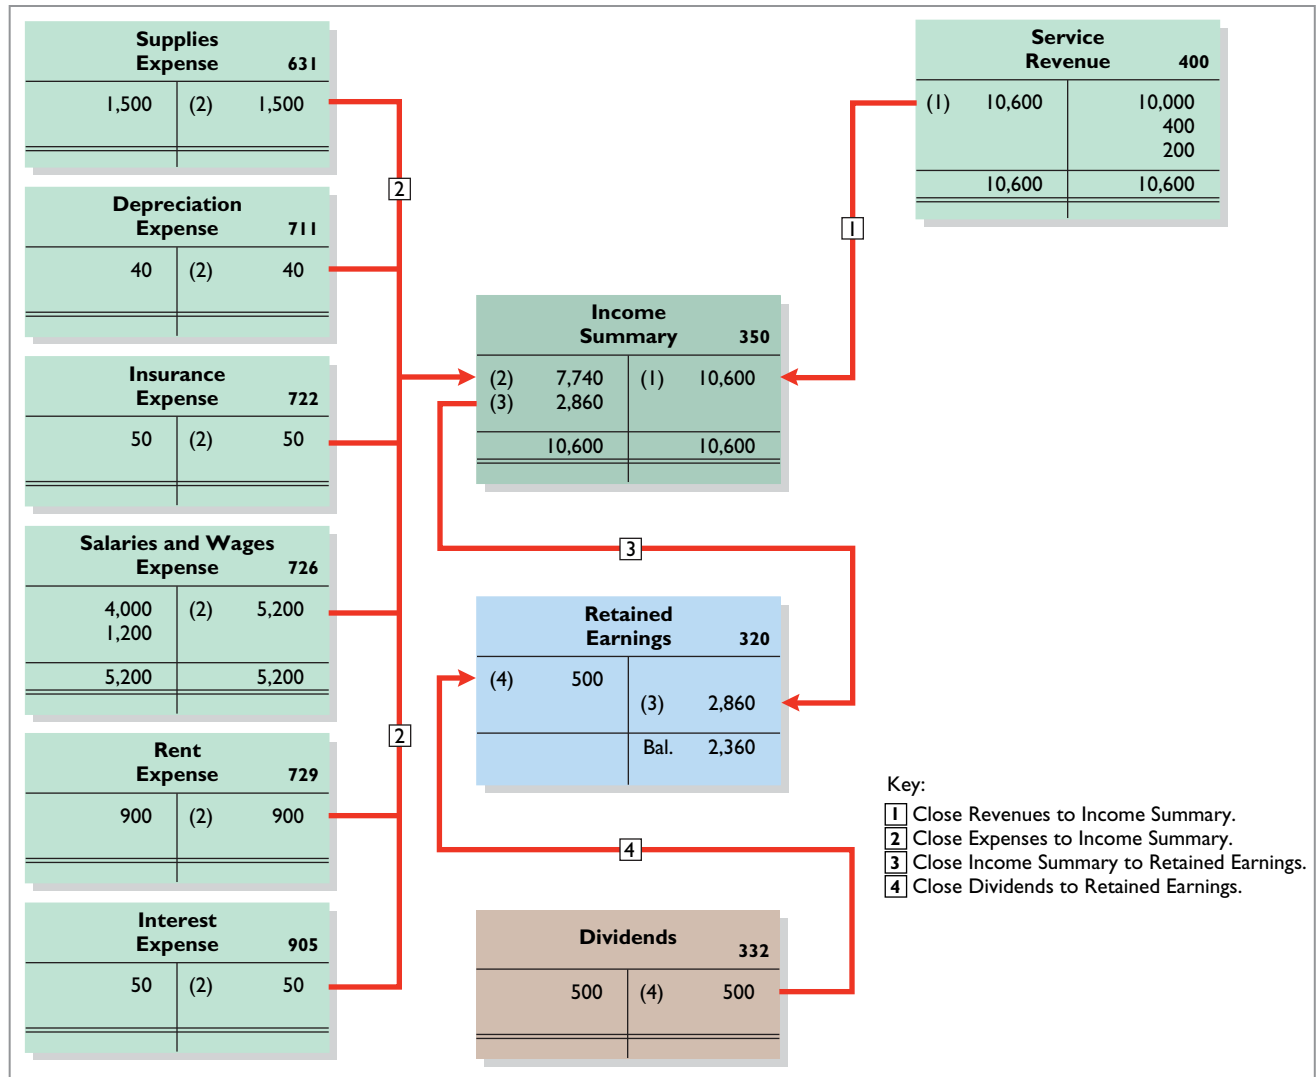 Supplies
Expense 631
1,500 (2) 1,500
Depreciation
Expense 711
40 (2) 40
Insurance
Expense 722
50 (2) 50
Salaries and Wages
Expense 726
4,000 (2) 5,200
1,200
5,200 5,200
Rent
Expense 729
900 (2) 900
Interest
Expense 905
50 (2) 50
2
2
Income
Summary 350
(2) 7,740 (1) 10,600
(3) 2,860
10,600 10,600
3
Retained
Earnings 320
(4) 500
(3) 2,860
Bal. 2,360
4
Dividends
332
500 (4) 500
Service
Revenue 400
(1) 10,600 10,000
400
200
10,600 10,600
1
Key:
1 Close Revenues to Income Summary.
2 Close Expenses to Income Summary.
3 Close Income Summary to Retained Earnings.
4 Close Dividends to Retained Earnings.